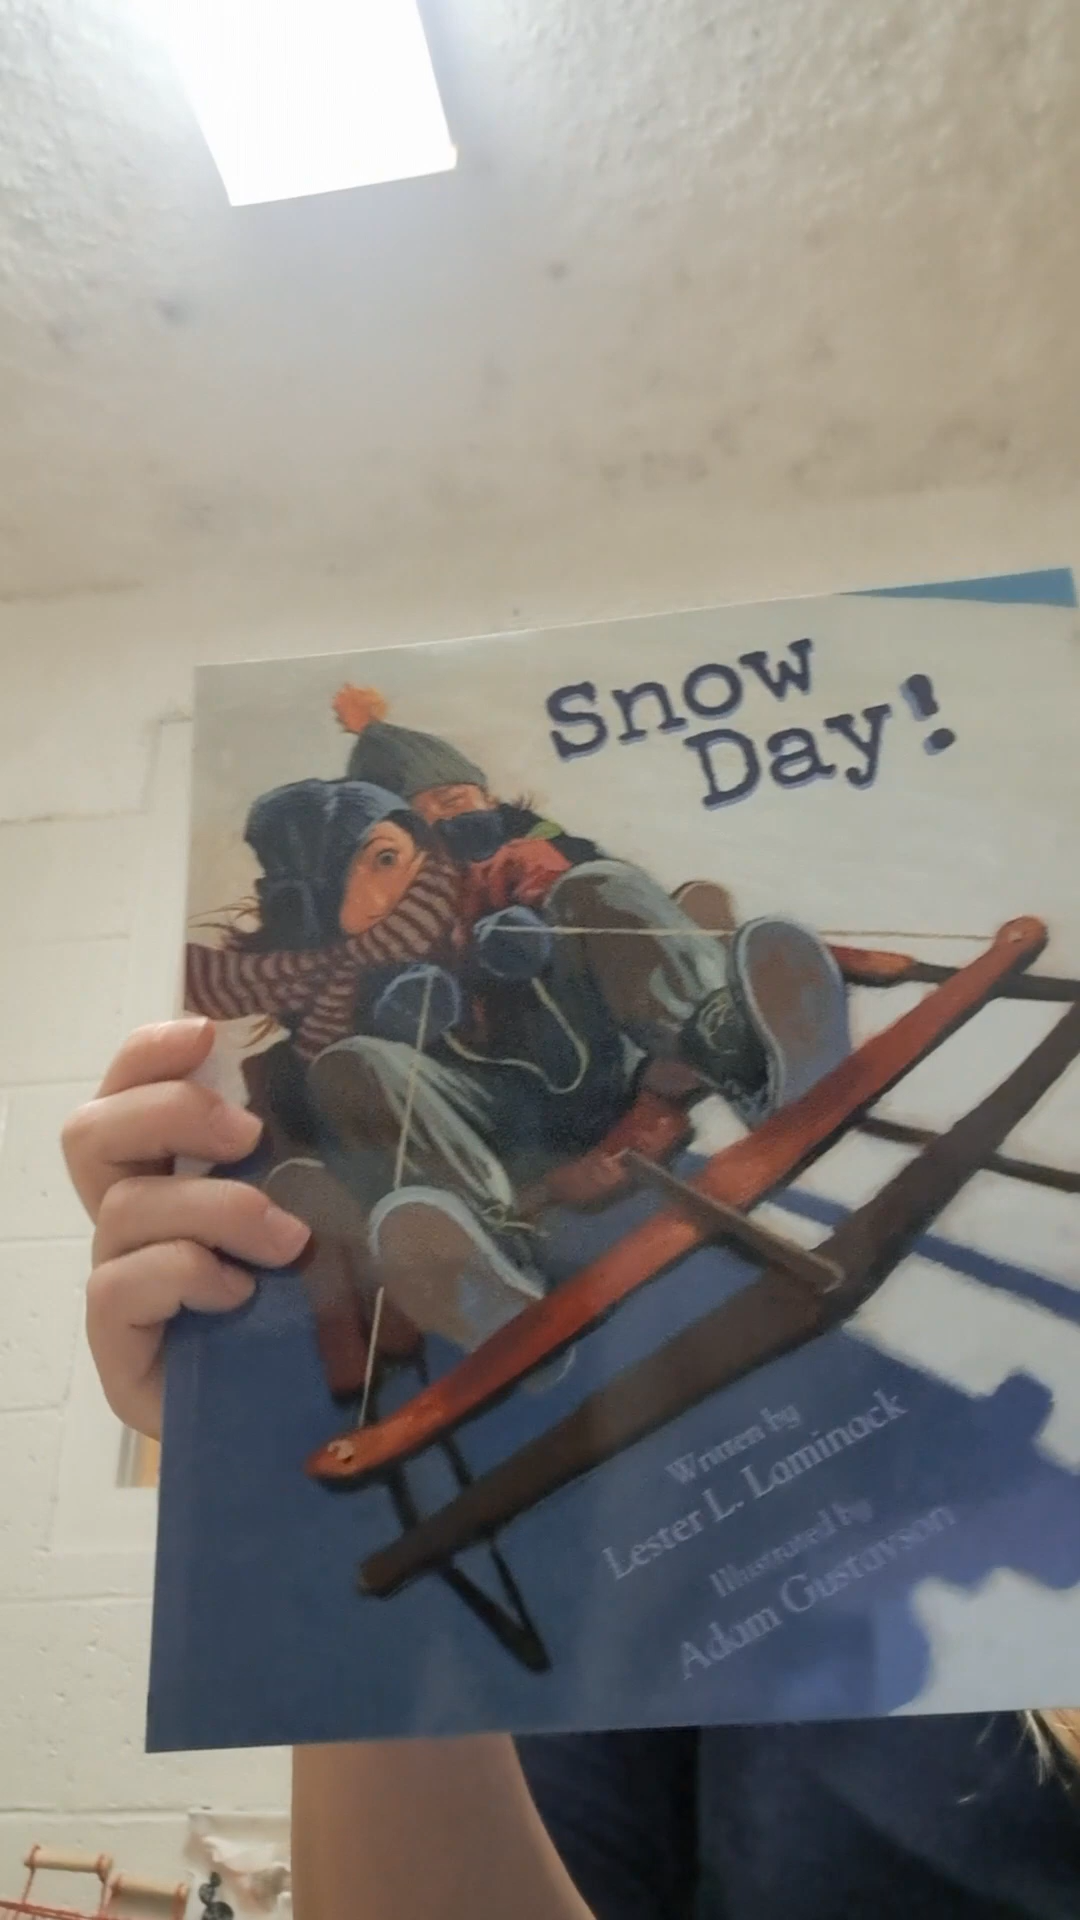 Snow
Day!
Written by
Lester L. Laminack
Illustrated by
Adam Gustavson